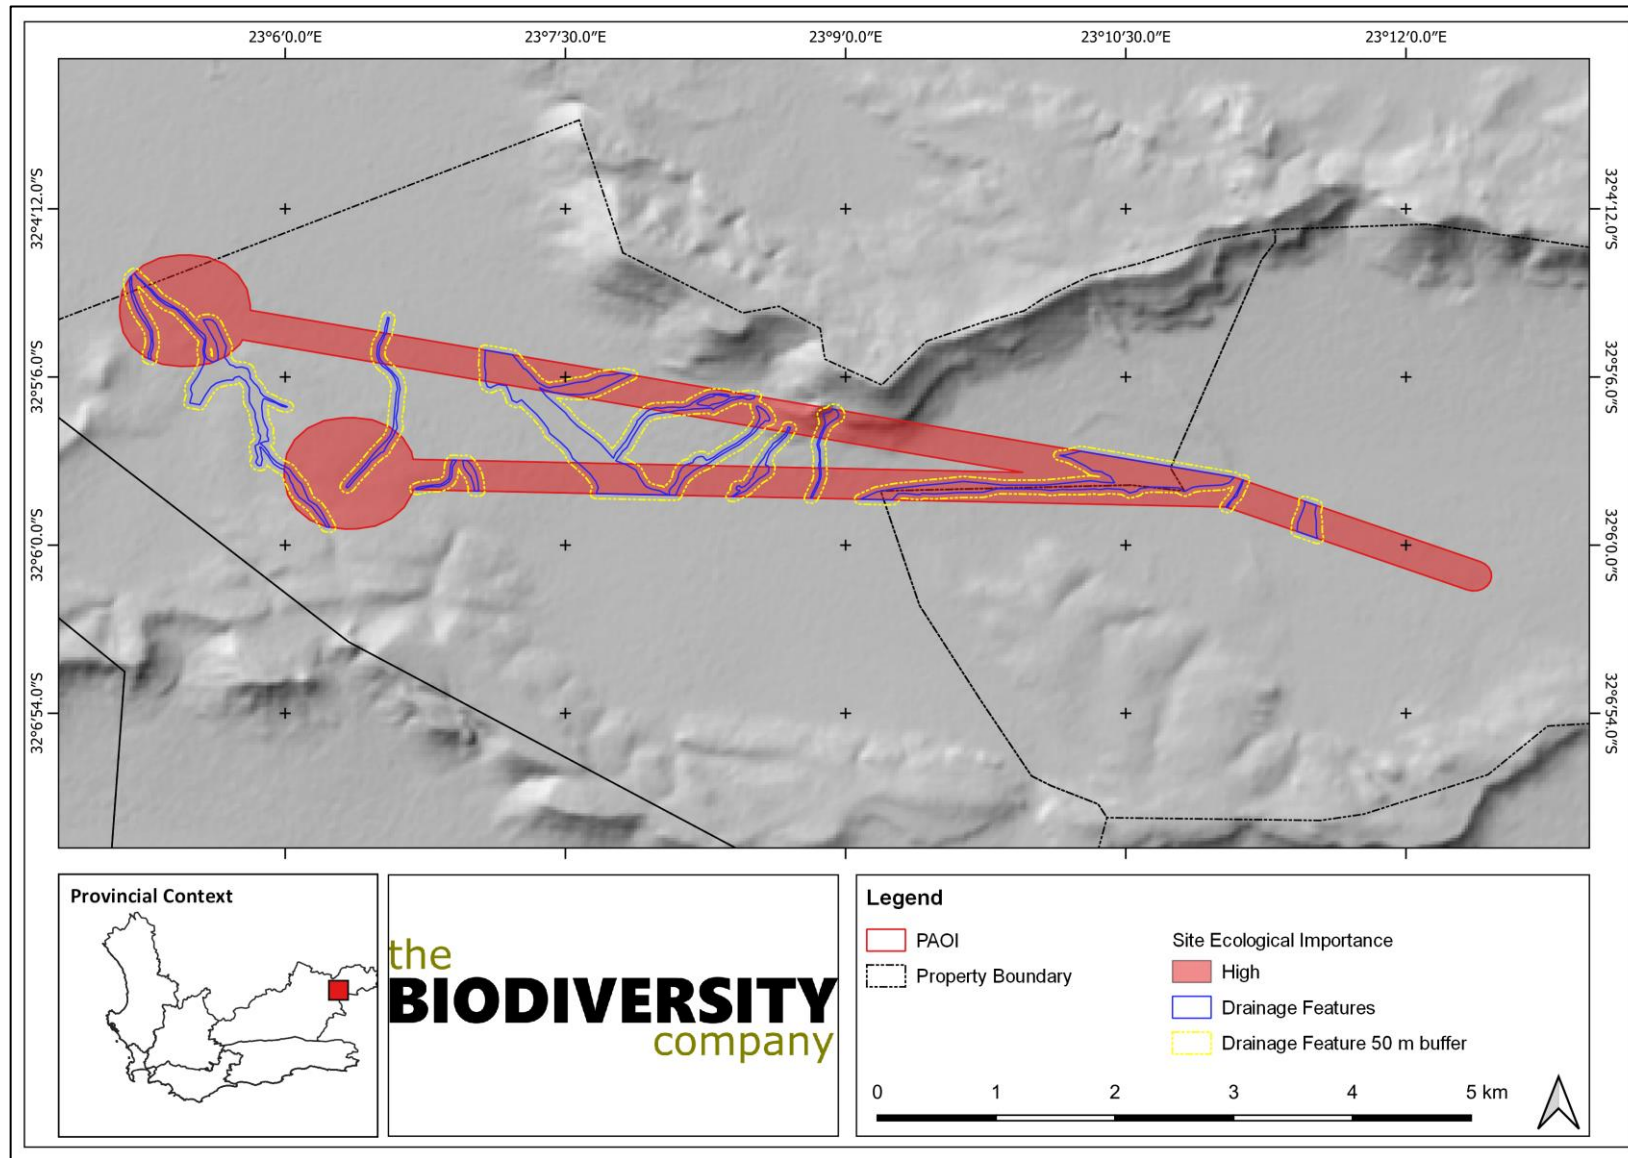 23°6'0.0"E
23°7'30.0"E
23°9'0.0"E
23°10'30.0"E
23°12'0.0"E
32°4'12.0"S
32°4'12.0"S
32°5'6.0"S
32°5'6.0"S
32°6'0.0"S
32°6'0.0"S
32°6'54.0"S
32°6'54.0"S
Provincial Context
the
BIODIVERSITY
company
Legend
PAOI
Property Boundary
Site Ecological Importance
High
Drainage Features
Drainage Feature 50 m buffer
0 1 2 3 4 5 km